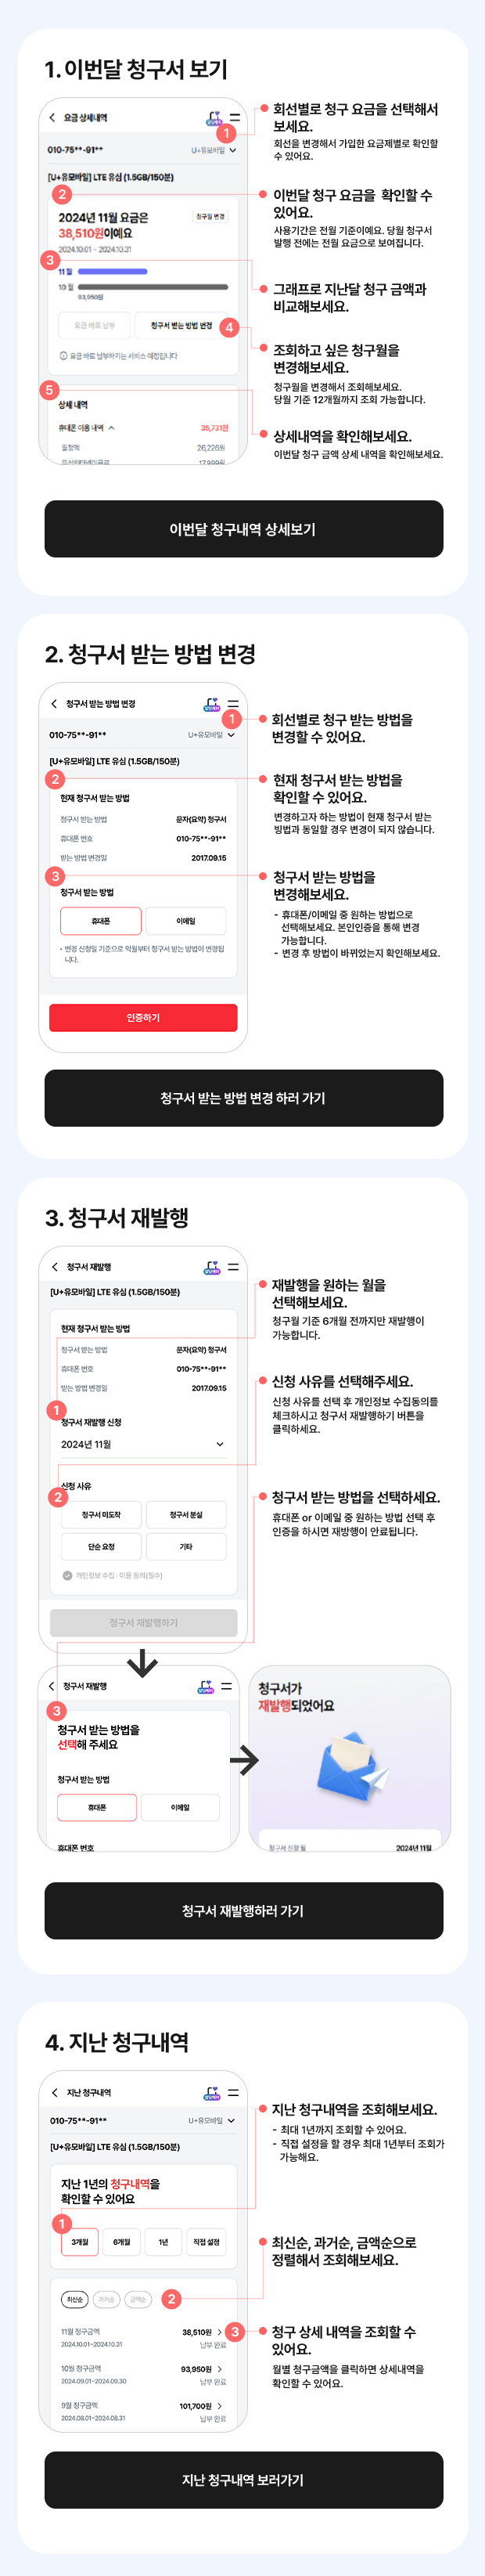 1. 이번달 청구서 보기
요금 상세내역
1
010-75**-91**
U+유모바일
[U+유모바일] LTE 유심 (1.5GB/150분)
2
2024년 11월 요금은
청구월 변경
38,510원이에요
2024.10.01 - 2024.10.31
3
11월
10월
93,950원
요금 바로 납부
청구서 받는 방법 변경
4
요금 바로 납부하기는 서비스 예정입니다
5
상세 내역
휴대폰 이용 내역
35,731원
월정액
26,226원
17,999원
회선별로 청구 요금을 선택해서
보세요.
회선을 변경해서 가입한 요금제별로 확인할
수 있어요.
이번달 청구 요금을 확인할 수
있어요.
사용기간은 전월 기준이예요. 당월 청구서
발행 전에는 전월 요금으로 보여집니다.
그래프로 지난달 청구 금액과
비교해보세요.
조회하고 싶은 청구월을
변경해보세요.
청구월을 변경해서 조회해보세요.
당월 기준 12개월까지 조회 가능합니다.
상세내역을 확인해보세요.
이번달 청구 금액 상세 내역을 확인해보세요.
이번달 청구내역 상세보기
2. 청구서 받는 방법 변경
청구서 받는 방법 변경
1
010-75**-91**
U+유모바일
[U+유모바일] LTE 유심 (1.5GB/150분)
2
현재 청구서 받는 방법
청구서 받는 방법
문자(요약) 청구서
휴대폰 번호
010-75**-91**
받는 방법 변경일
2017.09.15
3
청구서 받는 방법
휴대폰
이메일
• 변경 신청일 기준으로 익월부터 청구서 받는 방법이 변경됩
니다.
인증하기
회선별로 청구 받는 방법을
변경할 수 있어요.
현재 청구서 받는 방법을
확인할 수 있어요.
변경하고자 하는 방법이 현재 청구서 받는
방법과 동일할 경우 변경이 되지 않습니다.
청구서 받는 방법을
변경해보세요.
- 휴대폰/이메일 중 원하는 방법으로
선택해보세요. 본인인증을 통해 변경
가능합니다.
- 변경 후 방법이 바뀌었는지 확인해보세요.
청구서 받는 방법 변경 하러 가기
3. 청구서 재발행
청구서 재발행
[U+유모바일] LTE 유심 (1.5GB/150분)
현재 청구서 받는 방법
청구서 받는 방법
문자(요약) 청구서
휴대폰 번호
010-75**-91**
받는 방법 변경일
2017.09.15
1
청구서 재발행 신청
2024년 11월
신청 사유
2
청구서 미도착
청구서 분실
단순 요청
기타
개인정보 수집 · 이용 동의(필수)
청구서 재발행하기
재발행을 원하는 월을
선택해보세요.
청구월 기준 6개월 전까지만 재발행이
가능합니다.
신청 사유를 선택해주세요.
신청 사유를 선택 후 개인정보 수집동의를
체크하시고 청구서 재발행하기 버튼을
클릭하세요.
청구서 받는 방법을 선택하세요.
휴대폰 or 이메일 중 원하는 방법 선택 후
인증을 하시면 재방행이 안료됩니다.
청구서 재발행
3
청구서 받는 방법을
선택해 주세요
청구서 받는 방법
휴대폰
이메일
휴대폰 번호
청구서가
재발행되었어요
청구서 신청 월
2024년 11월
청구서 재발행하러 가기
4. 지난 청구내역
지난 청구내역
010-75**-91**
U+유모바일
[U+유모바일] LTE 유심 (1.5GB/150분)
지난 1년의 청구내역을
확인할 수 있어요
1
3개월
6개월
1년
직접 설정
최신순
과거순
금액순
2
11월 청구금액
38,510원
3
2024.10.01~2024.10.31
납부 완료
10월 청구금액
93,950원
2024.09.01~2024.09.30
납부 완료
9월 청구금액
101,700원
2024.08.01~2024.08.31
납부 완료
지난 청구내역을 조회해보세요.
- 최대 1년까지 조회할 수 있어요.
- 직접 설정을 할 경우 최대 1년부터 조회가
가능해요.
최신순, 과거순, 금액순으로
정렬해서 조회해보세요.
청구 상세 내역을 조회할 수
있어요.
월별 청구금액을 클릭하면 상세내역을
확인할 수 있어요.
지난 청구내역 보러가기